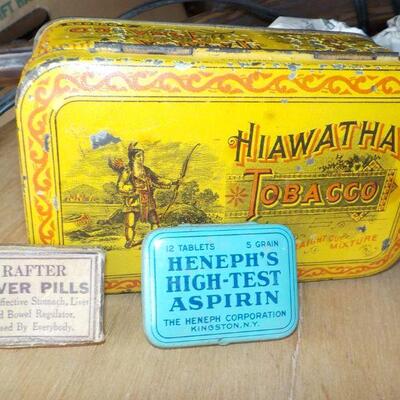 HIAWATHA
TOBACCO
MIXTURE
RAFTER
VER PILLS
ffective Stomach, Liver
d Bowel Regulator,
sed By Everybody.
12 TABLETS 5 GRAIN
HENEPH'S
HIGH-TEST
ASPIRIN
THE HENEPH CORPORATION
KINGSTON, N.Y.